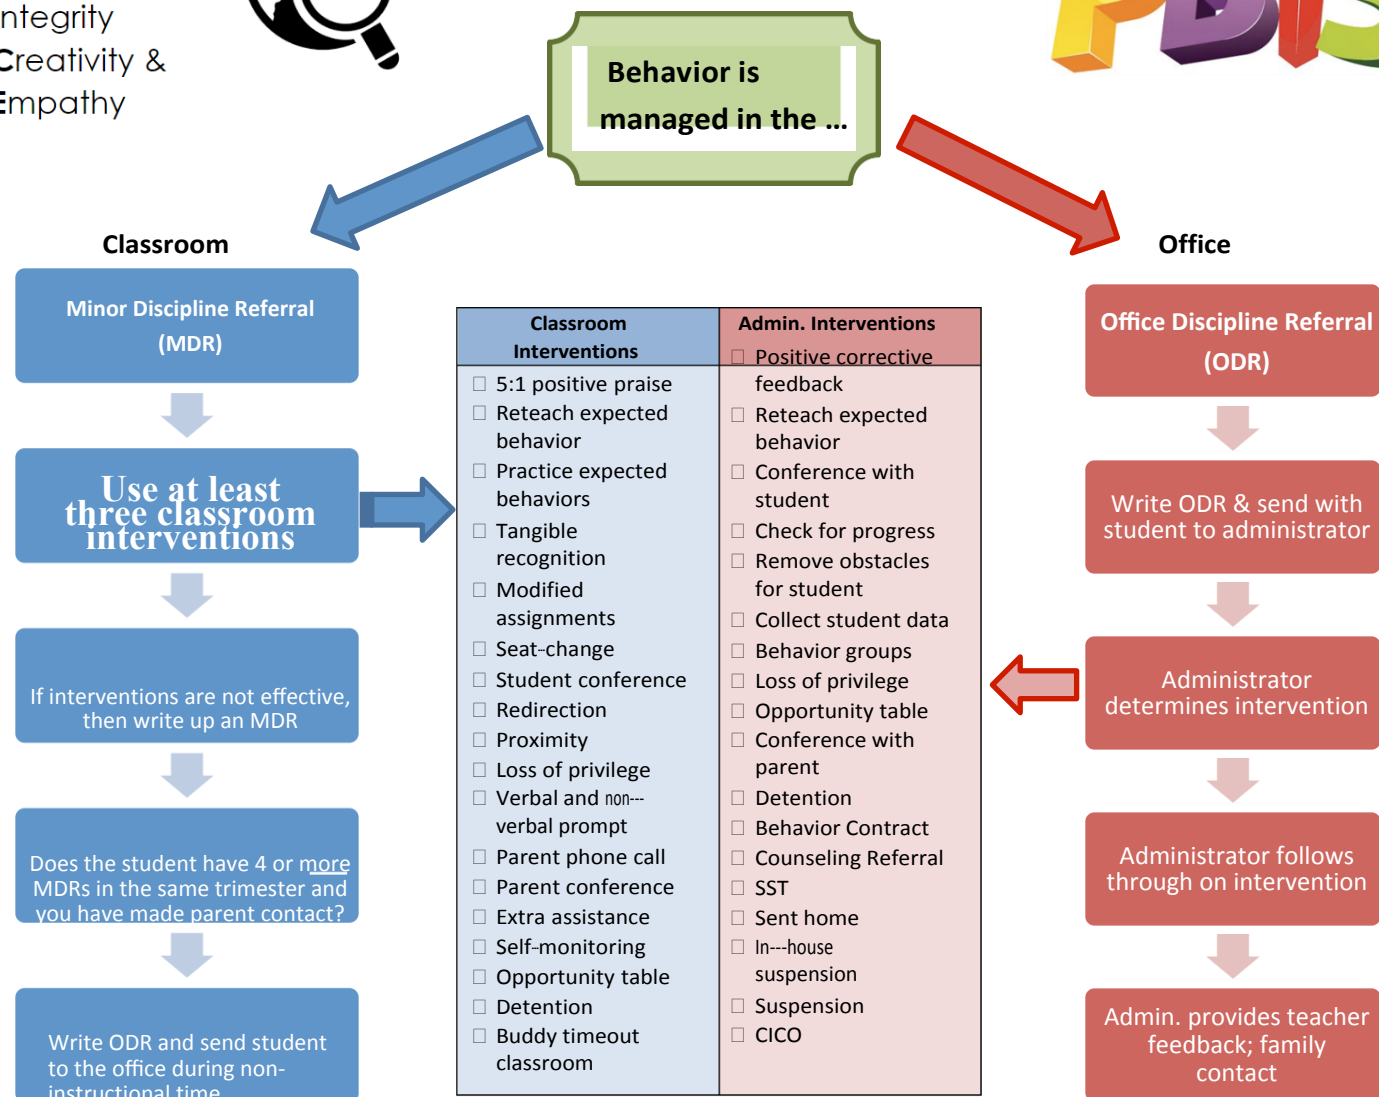 ntegrity
Creativity &
Empathy
PBIS
Behavior is
managed in the ...
Classroom
Minor Discipline Referral
(MDR)
Use at least
three classroom
interventions
If interventions are not effective,
then write up an MDR
Does the student have 4 or more
MDRs in the same trimester and
you have made parent contact?
Write ODR and send student
to the office during non-
instructional time
Classroom
Interventions
☐ 5:1 positive praise
☐ Reteach expected
behavior
☐ Practice expected
behaviors
☐ Tangible
recognition
☐ Modified
assignments
☐ Seat-change
☐ Student conference
☐ Redirection
☐ Proximity
☐ Loss of privilege
☐ Verbal and non---
verbal prompt
☐ Parent phone call
☐ Parent conference
☐ Extra assistance
☐ Self-monitoring
☐ Opportunity table
☐ Detention
☐ Buddy timeout
classroom
Admin. Interventions
☐ Positive corrective
feedback
☐ Reteach expected
behavior
☐ Conference with
student
☐ Check for progress
☐ Remove obstacles
for student
☐ Collect student data
☐ Behavior groups
☐ Loss of privilege
☐ Opportunity table
☐ Conference with
parent
☐ Detention
☐ Behavior Contract
☐ Counseling Referral
☐ SST
☐ Sent home
☐ In---house
suspension
☐ Suspension
☐ CICO
Office
Office Discipline Referral
(ODR)
Write ODR & send with
student to administrator
Administrator
determines intervention
Administrator follows
through on intervention
Admin. provides teacher
feedback; family
contact